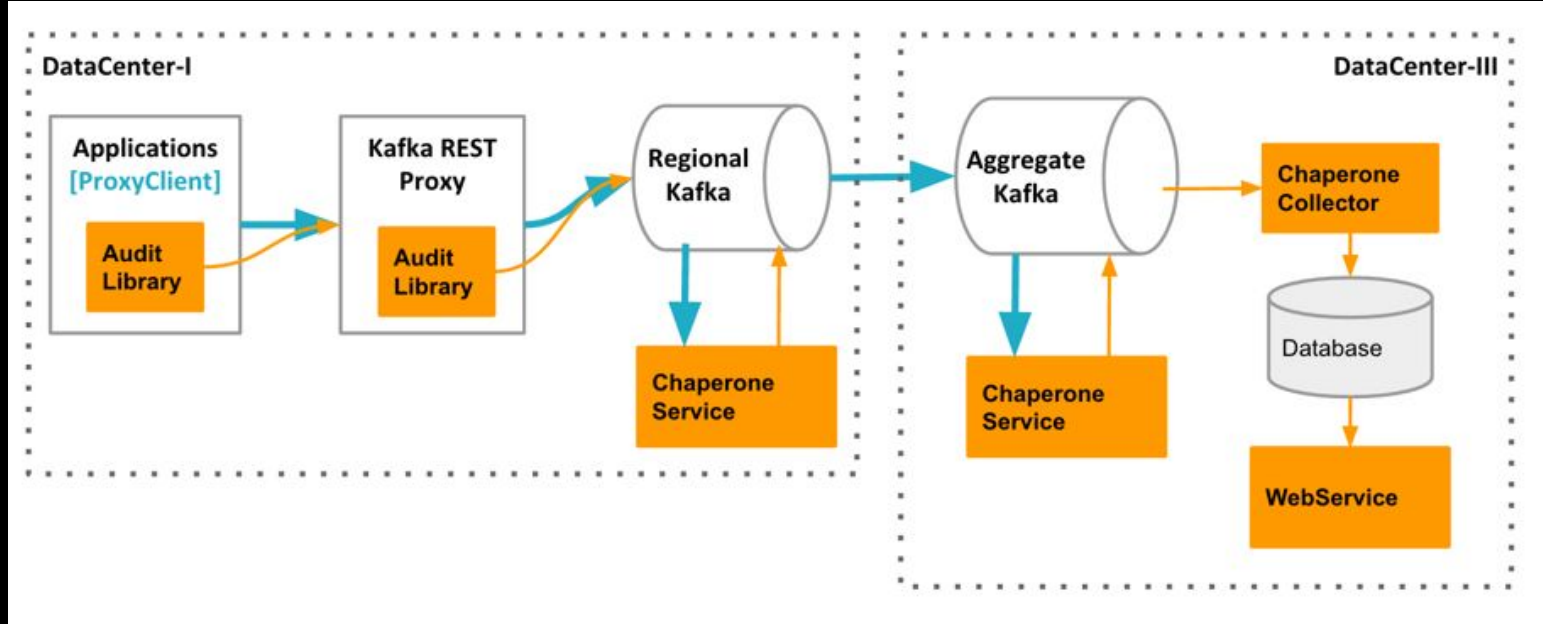 DataCenter-I
Applications
[ProxyClient]
Audit
Library
Kafka REST
Proxy
Audit
Library
Regional
Kafka
Chaperone
Service
DataCenter-III
Aggregate
Kafka
Chaperone
Service
Chaperone
Collector
Database
WebService